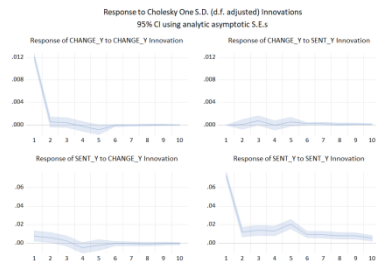 Response to Cholesky One S.D. (d.f. adjusted) Innovations
95% CI using analytic asymptotic S.E.s
Response of CHANGE_Y to CHANGE_Y Innovation
.012
.008
.004
.000
1 2 3 4 5 6 7 8 9 10
Response of CHANGE_Y to SENT_Y Innovation
.012
.008
.004
.000
1 2 3 4 5 6 7 8 9 10
Response of SENT_Y to CHANGE_Y Innovation
.06
.04
.02
.00
1 2 3 4 5 6 7 8 9 10
Response of SENT_Y to SENT_Y Innovation
.06
.04
.02
.00
1 2 3 4 5 6 7 8 9 10